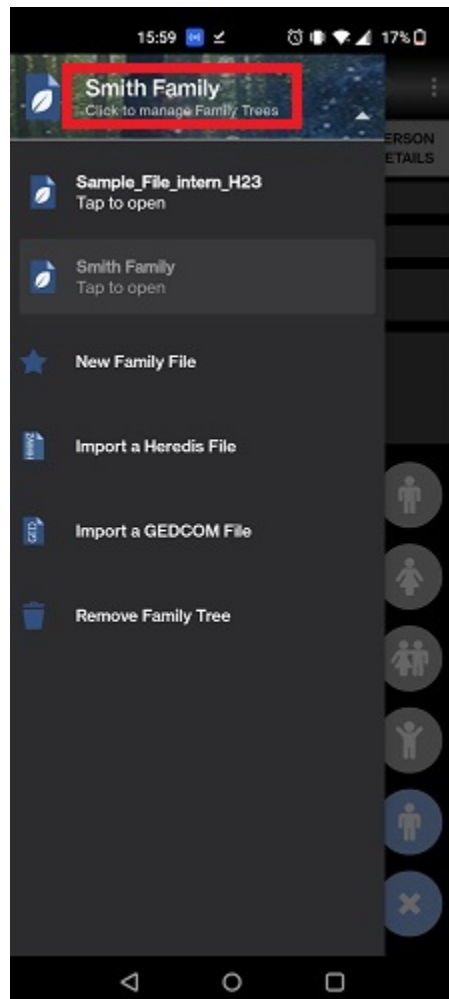 15:59 17%
Smith Family
Click to manage Family Trees
PERSON
ETAILS
Sample_File_intern_H23
Tap to open
Smith Family
Tap to open
New Family File
Import a Heredis File
Import a GEDCOM File
Remove Family Tree